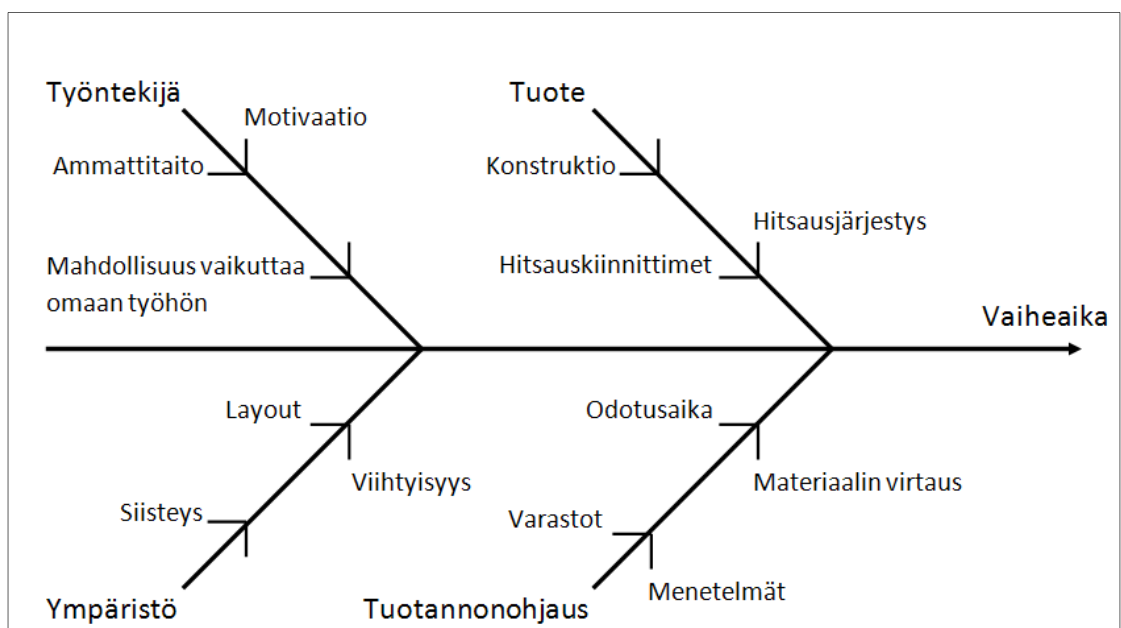 Työntekijä
Tuote
Motivaatio
Ammattitaito
Konstruktio
Hitsausjärjestys
Mahdollisuus vaikuttaa
omaan työhön
Hitsauskiinnittimet
Vaiheaika
Layout
Odotusaika
Viihtyisyys
Materiaalin virtaus
Siisteys
Varastot
Menetelmät
Ympäristö
Tuotannonohjaus